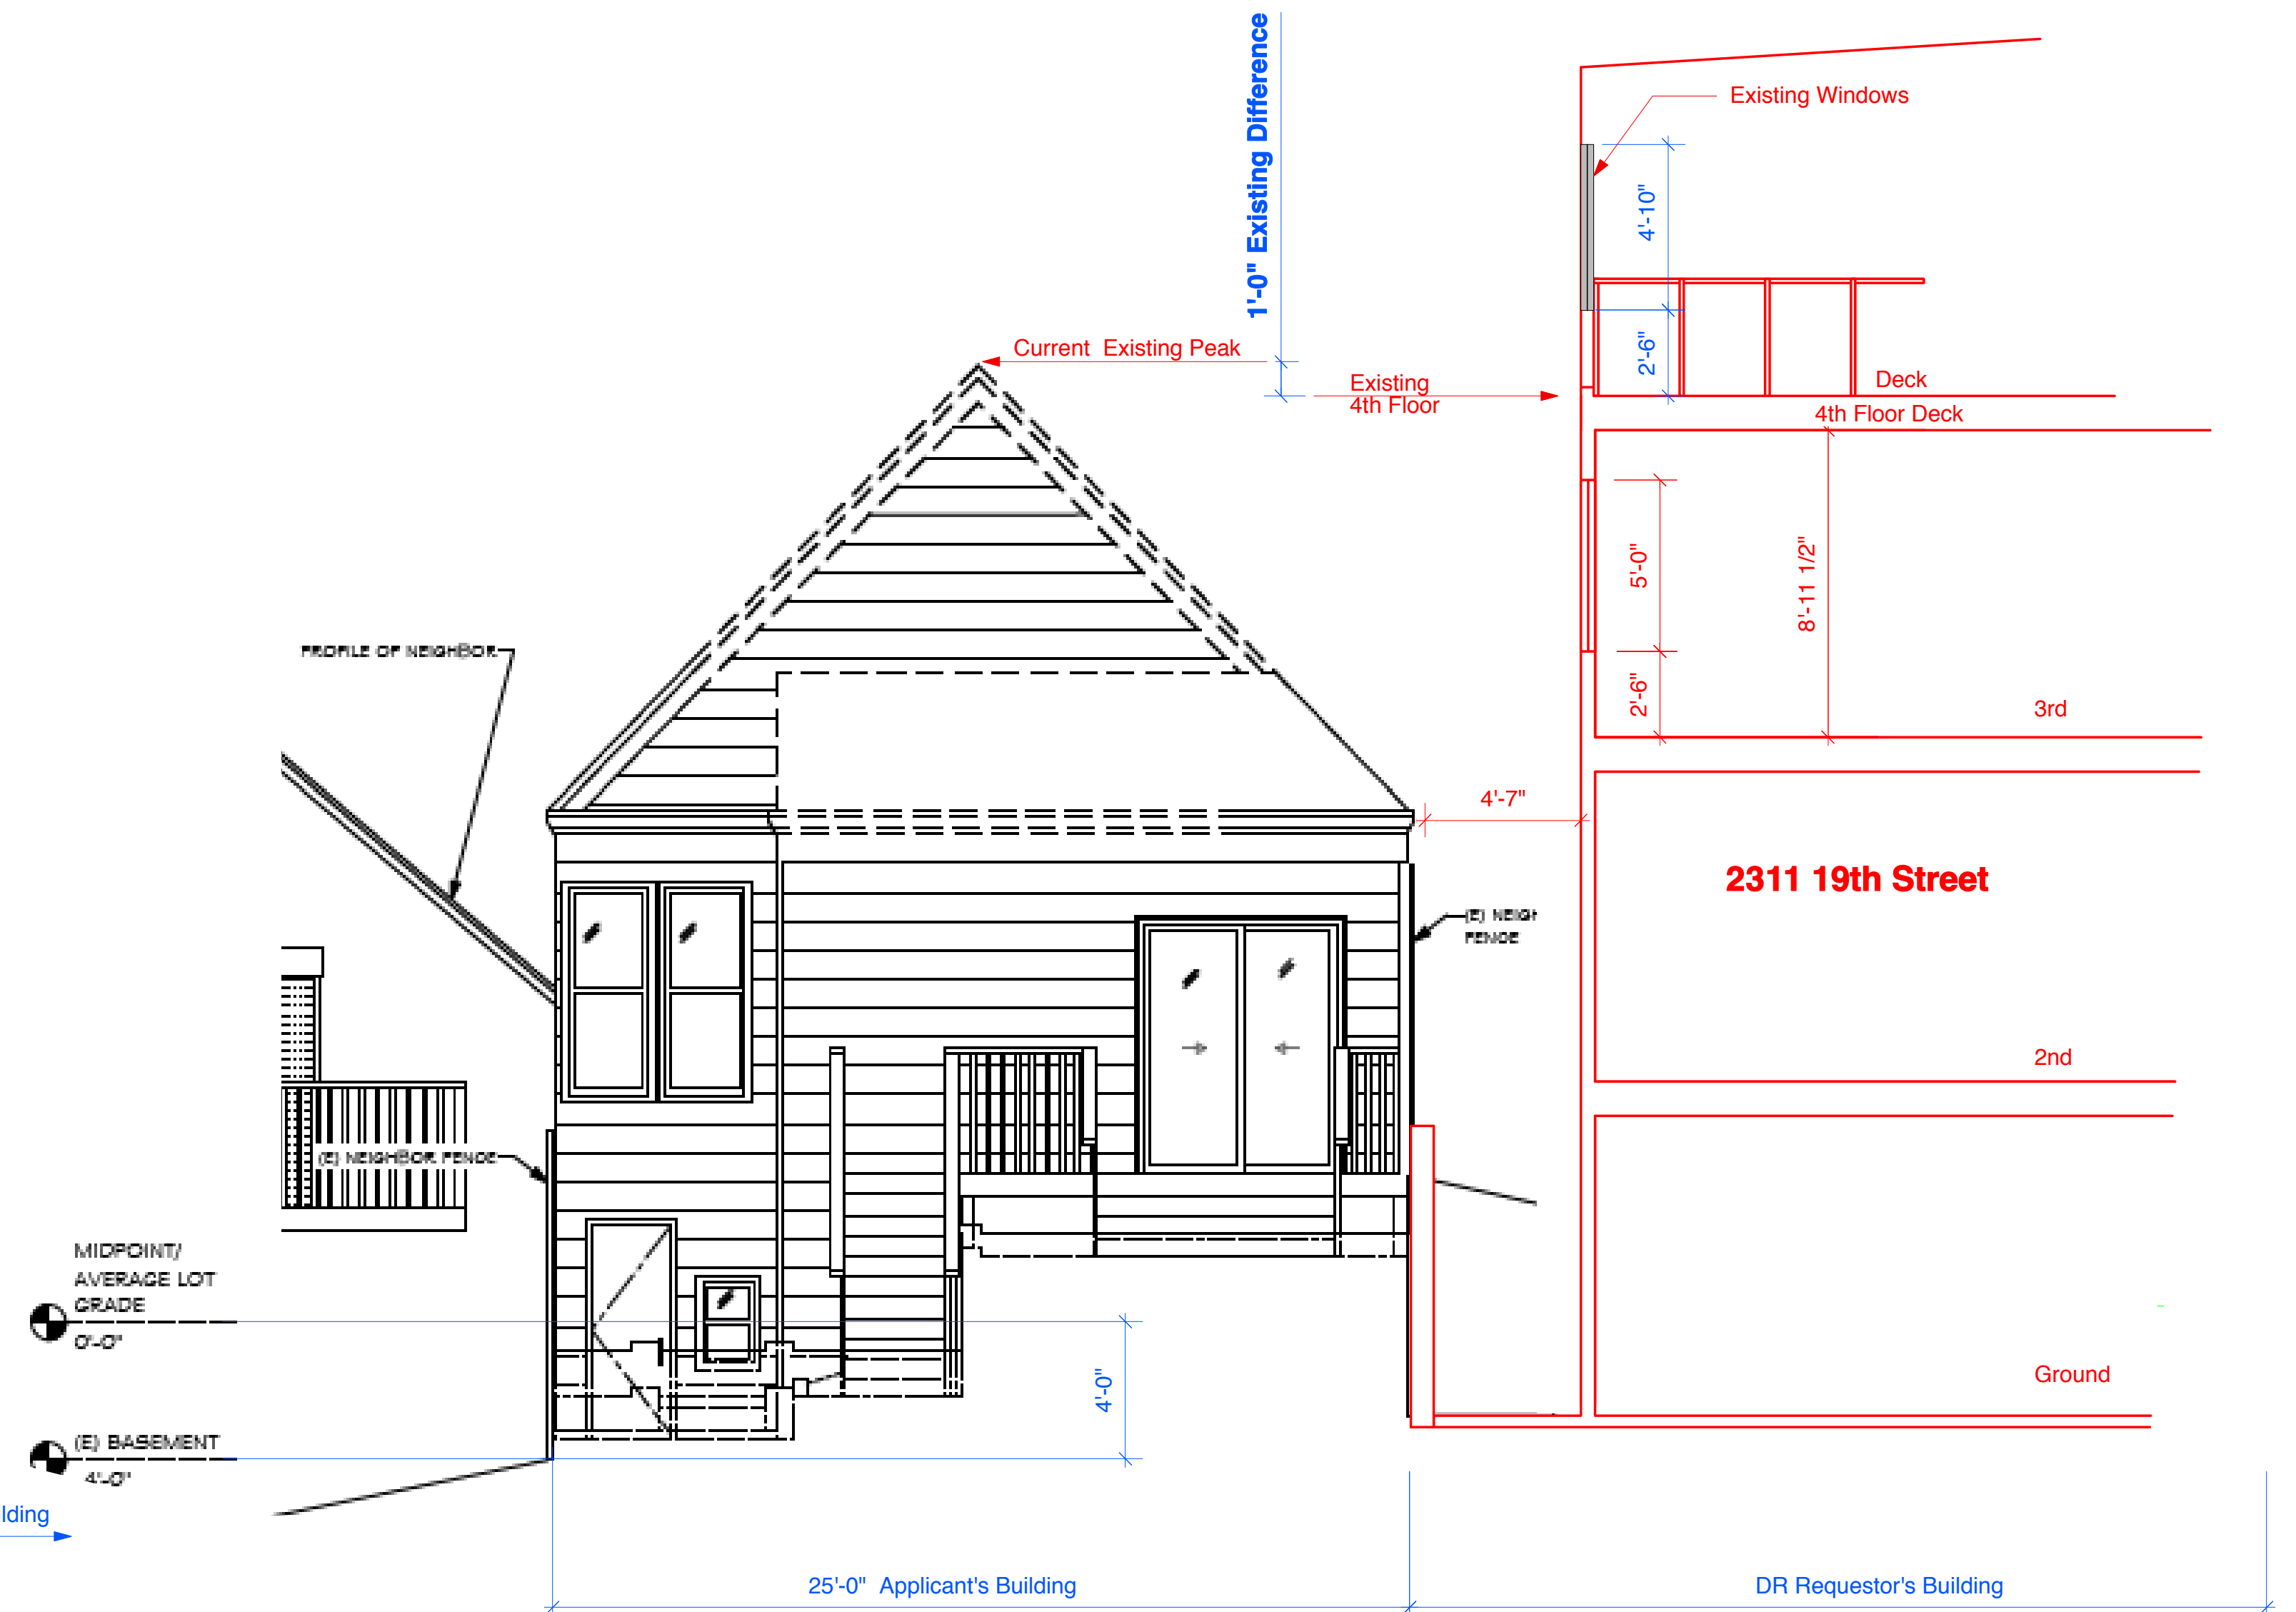 1'-0" Existing Difference
Existing Windows
4'-10"
2'-6"
Current Existing Peak
Existing
4th Floor
Deck
4th Floor Deck
5'-0"
8'-11 1/2"
2'-6"
3rd
PROFILE OF NEIGHBOR
4'-7"
2311 19th Street
(E) NEIGH
FENCE
2nd
(E) NEIGHBOR FENCE
MIDPOINT/
AVERAGE LOT
GRADE
0'-0"
4'-0"
Ground
(E) BASEMENT
4'-0"
lding
25'-0" Applicant's Building
DR Requestor's Building